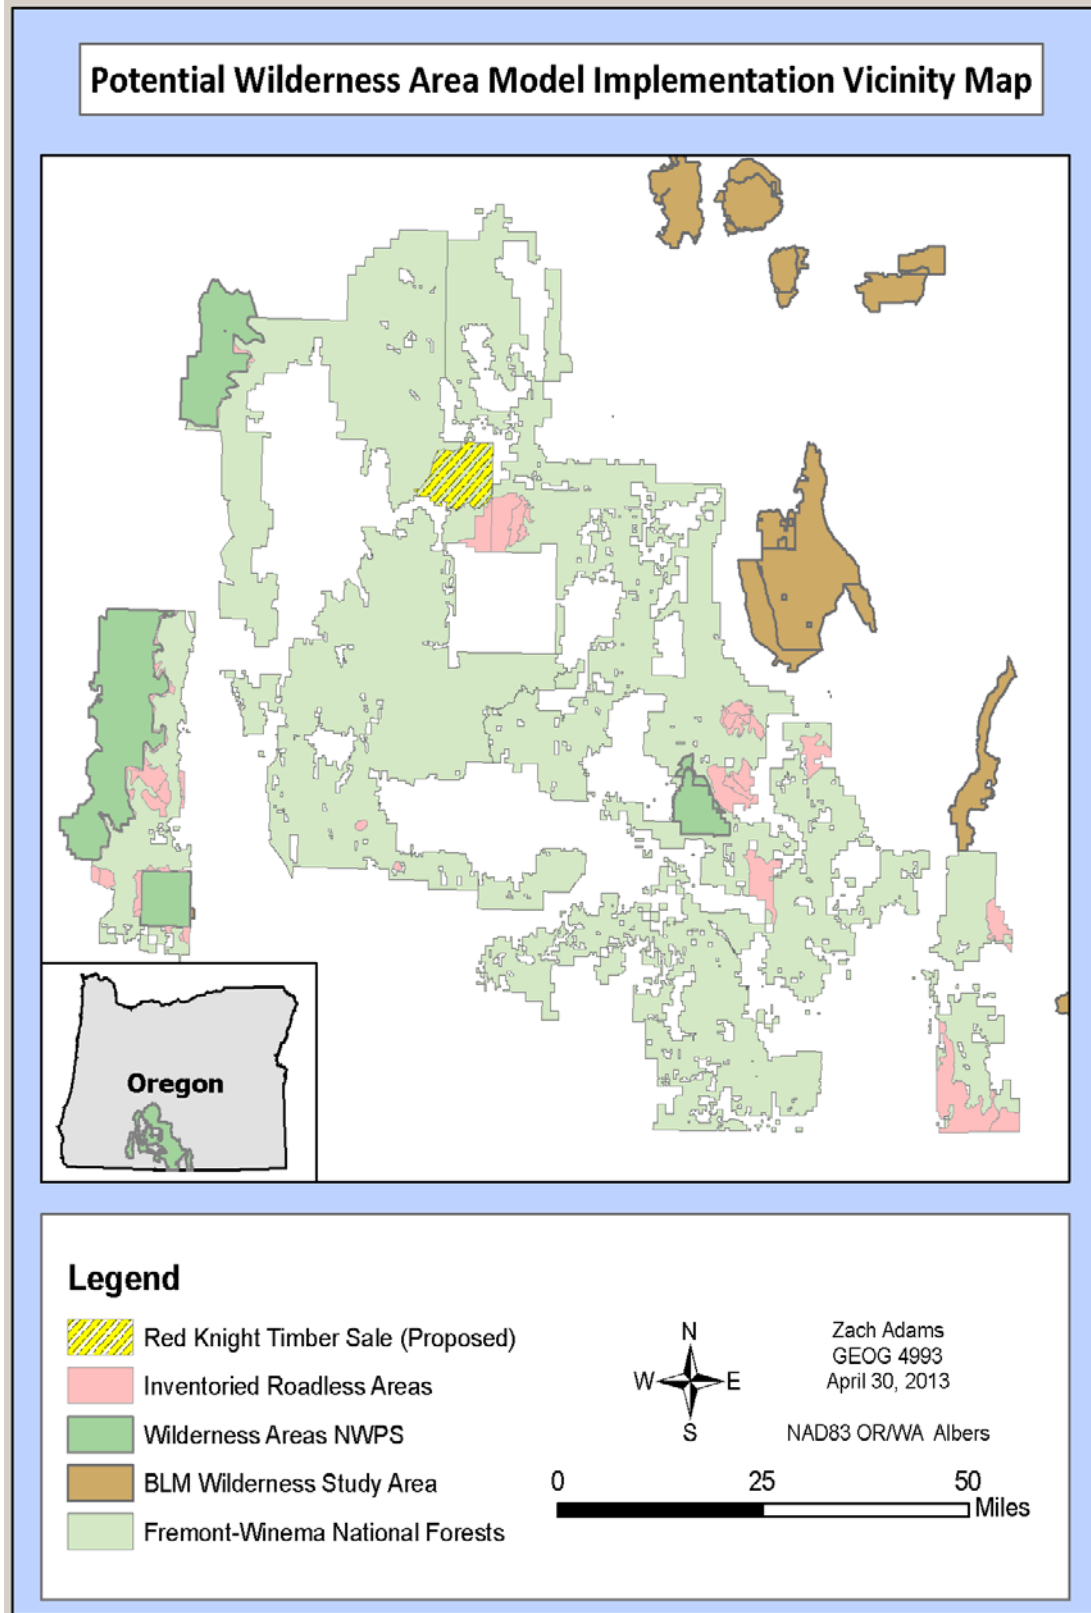 Potential Wilderness Area Model Implementation Vicinity Map
Oregon
Legend
Red Knight Timber Sale (Proposed)
Inventoried Roadless Areas
Wilderness Areas NWPS
BLM Wilderness Study Area
Fremont-Winema National Forests
N
W E
S
Zach Adams
GEOG 4993
April 30, 2013
NAD83 OR/WA Albers
0 25 50
Miles